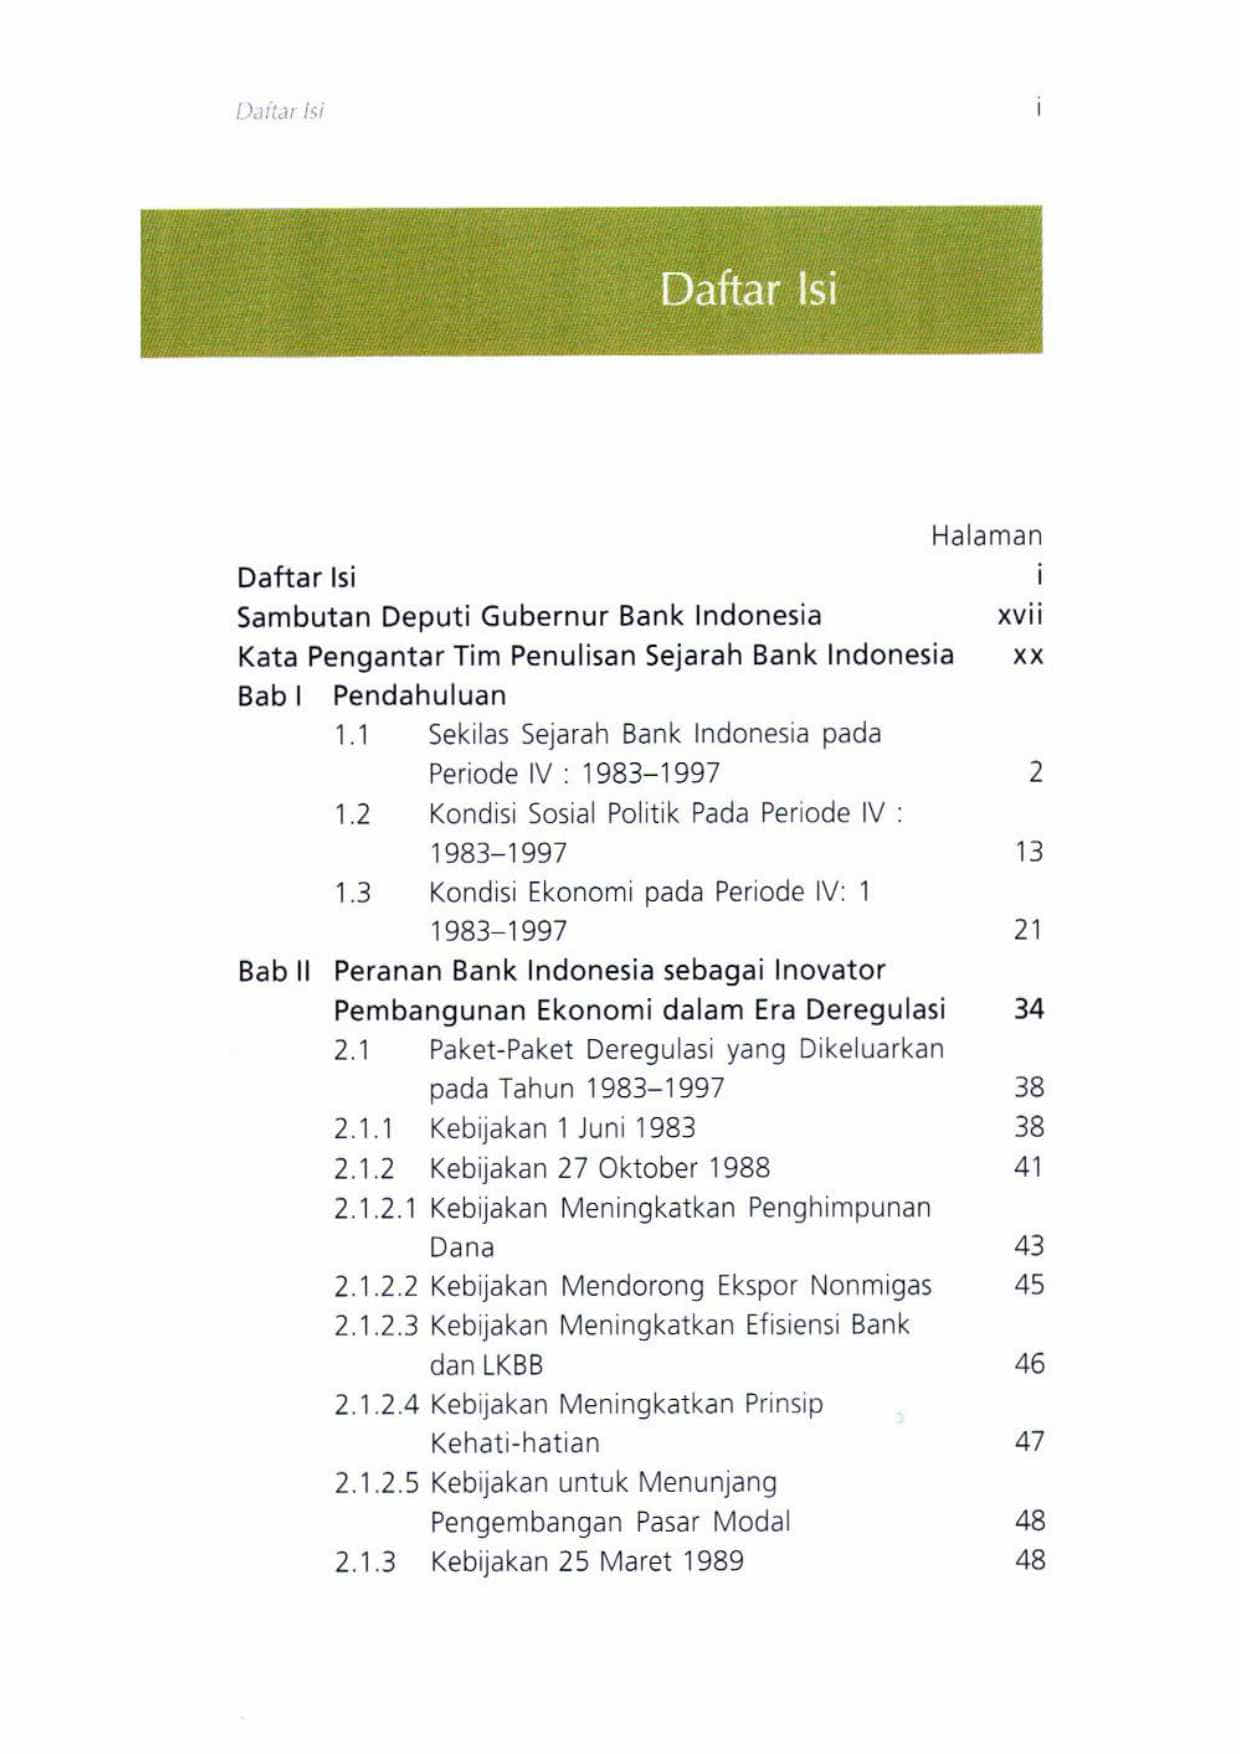 Daftar Isi i
Daftar Isi
Halaman
Daftar Isi i
Sambutan Deputi Gubernur Bank Indonesia xvii
Kata Pengantar Tim Penulisan Sejarah Bank Indonesia xx
Bab I Pendahuluan
1.1 Sekilas Sejarah Bank Indonesia pada
Periode IV : 1983–1997 2
1.2 Kondisi Sosial Politik Pada Periode IV :
1983–1997 13
1.3 Kondisi Ekonomi pada Periode IV: 1
1983–1997 21
Bab II Peranan Bank Indonesia sebagai Inovator
Pembangunan Ekonomi dalam Era Deregulasi 34
2.1 Paket-Paket Deregulasi yang Dikeluarkan
pada Tahun 1983–1997 38
2.1.1 Kebijakan 1 Juni 1983 38
2.1.2 Kebijakan 27 Oktober 1988 41
2.1.2.1 Kebijakan Meningkatkan Penghimpunan
Dana 43
2.1.2.2 Kebijakan Mendorong Ekspor Nonmigas 45
2.1.2.3 Kebijakan Meningkatkan Efisiensi Bank
dan LKBB 46
2.1.2.4 Kebijakan Meningkatkan Prinsip
Kehati-hatian 47
2.1.2.5 Kebijakan untuk Menunjang
Pengembangan Pasar Modal 48
2.1.3 Kebijakan 25 Maret 1989 48